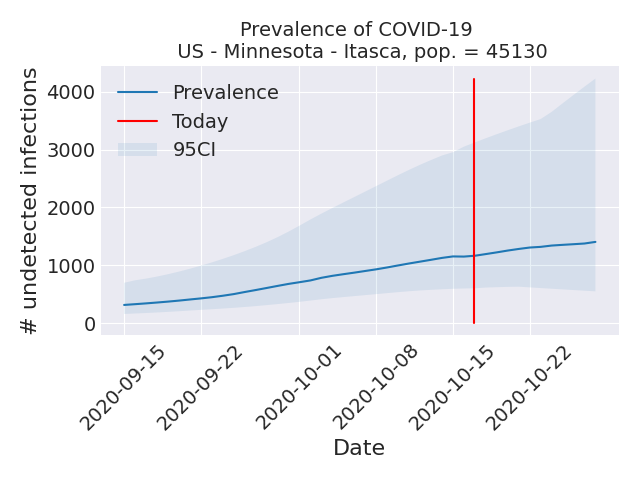 Prevalence of COVID-19
US - Minnesota - Itasca, pop. = 45130
# undetected infections
4000
3000
2000
1000
0
Prevalence
Today
95CI
2020-09-15
2020-09-22
2020-10-01
2020-10-08
2020-10-15
2020-10-22
Date